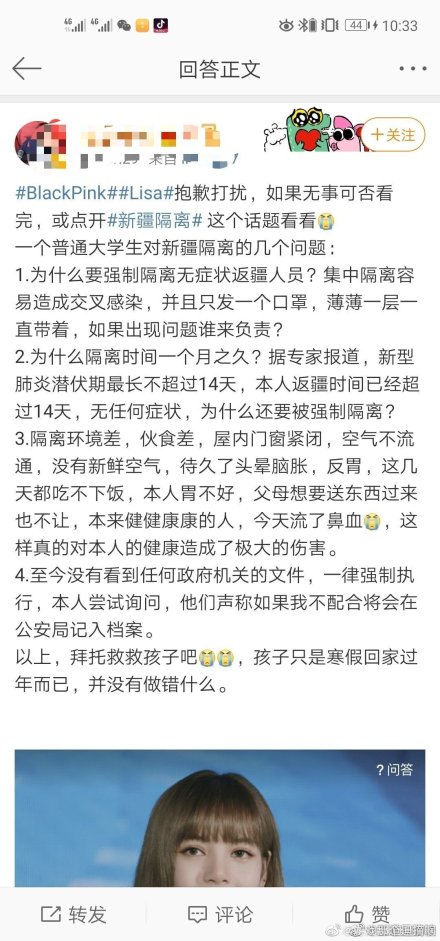 4G 4G 44 10:33
回答正文
来自
+关注
#BlackPink##Lisa#抱歉打扰，如果无事可否看
完，或点开#新疆隔离# 这个话题看看
一个普通大学生对新疆隔离的几个问题：
1.为什么要强制隔离无症状返疆人员？集中隔离容
易造成交叉感染，并且只发一个口罩，薄薄一层一
直带着，如果出现问题谁来负责？
2.为什么隔离时间一个月之久？据专家报道，新型
肺炎潜伏期最长不超过14天，本人返疆时间已经超
过14天，无任何症状，为什么还要被强制隔离？
3.隔离环境差，伙食差，屋内门窗紧闭，空气不流
通，没有新鲜空气，待久了头晕脑胀，反胃，这几
天都吃不下饭，本人胃不好，父母想要送东西过来
也不让，本来健健康康的人，今天流了鼻血，这
样真的对本人的健康造成了极大的伤害。
4.至今没有看到任何政府机关的文件，一律强制执
行，本人尝试询问，他们声称如果我不配合将会在
公安局记入档案。
以上，拜托救救孩子吧，孩子只是寒假回家过
年而已，并没有做错什么。
?问答
转发
评论
赞